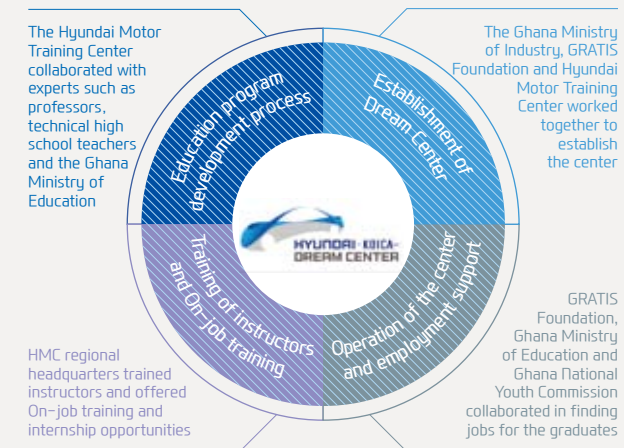 The Hyundai Motor
Training Center
collaborated with
experts such as
professors,
technical high
school teachers
and the Ghana
Ministry of
Education
The Ghana Ministry
of Industry, GRATIS
Foundation and Hyundai
Motor Training
Center worked
together to
establish
the center
Education program
development process
Establishment of
Dream Center
HYUNDAI-KOICA-
DREAM CENTER
Training of instructors
and On-job training
Operation of the center
and employment support
HMC regional
headquarters trained
instructors and offered
On-job training and
internship opportunities
GRATIS
Foundation,
Ghana Ministry
of Education and
Ghana National
Youth Commission
collaborated in finding
jobs for the graduates